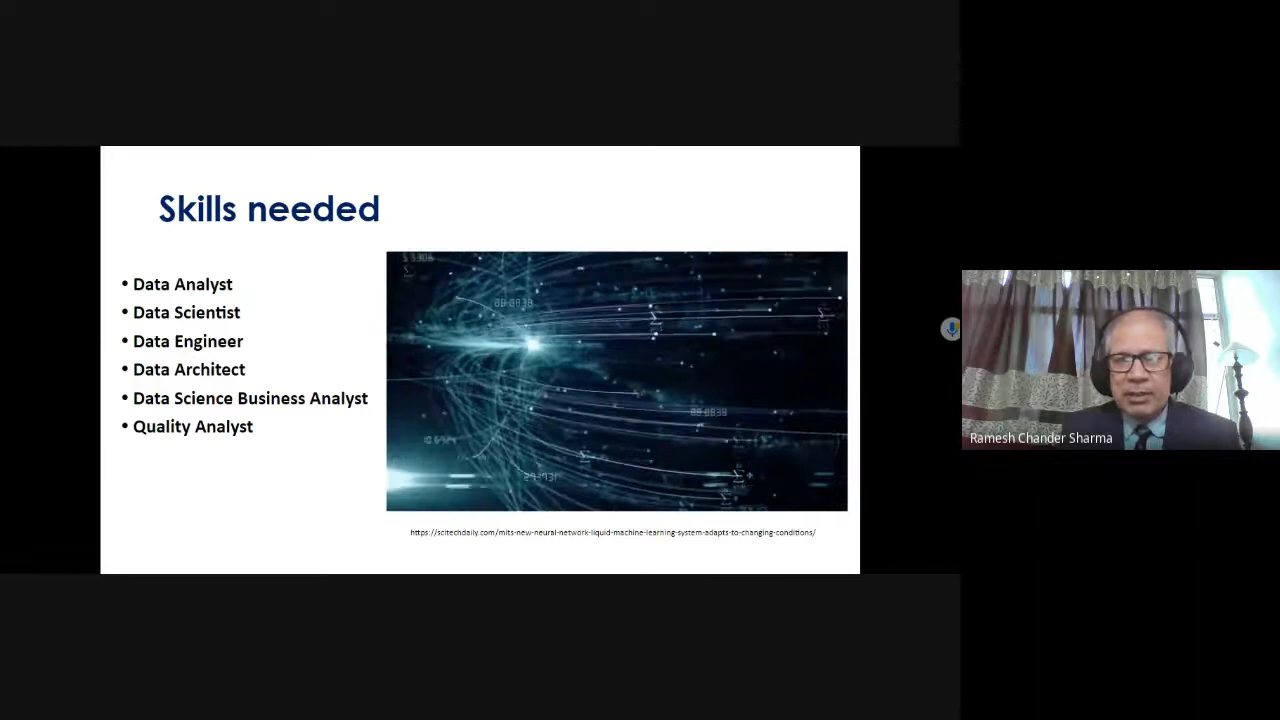 Skills needed
• Data Analyst
• Data Scientist
• Data Engineer
• Data Architect
• Data Science Business Analyst
• Quality Analyst
https://scitechdaily.com/mits-new-neural-network-liquid-machine-learning-system-adapts-to-changing-conditions/
Ramesh Chander Sharma